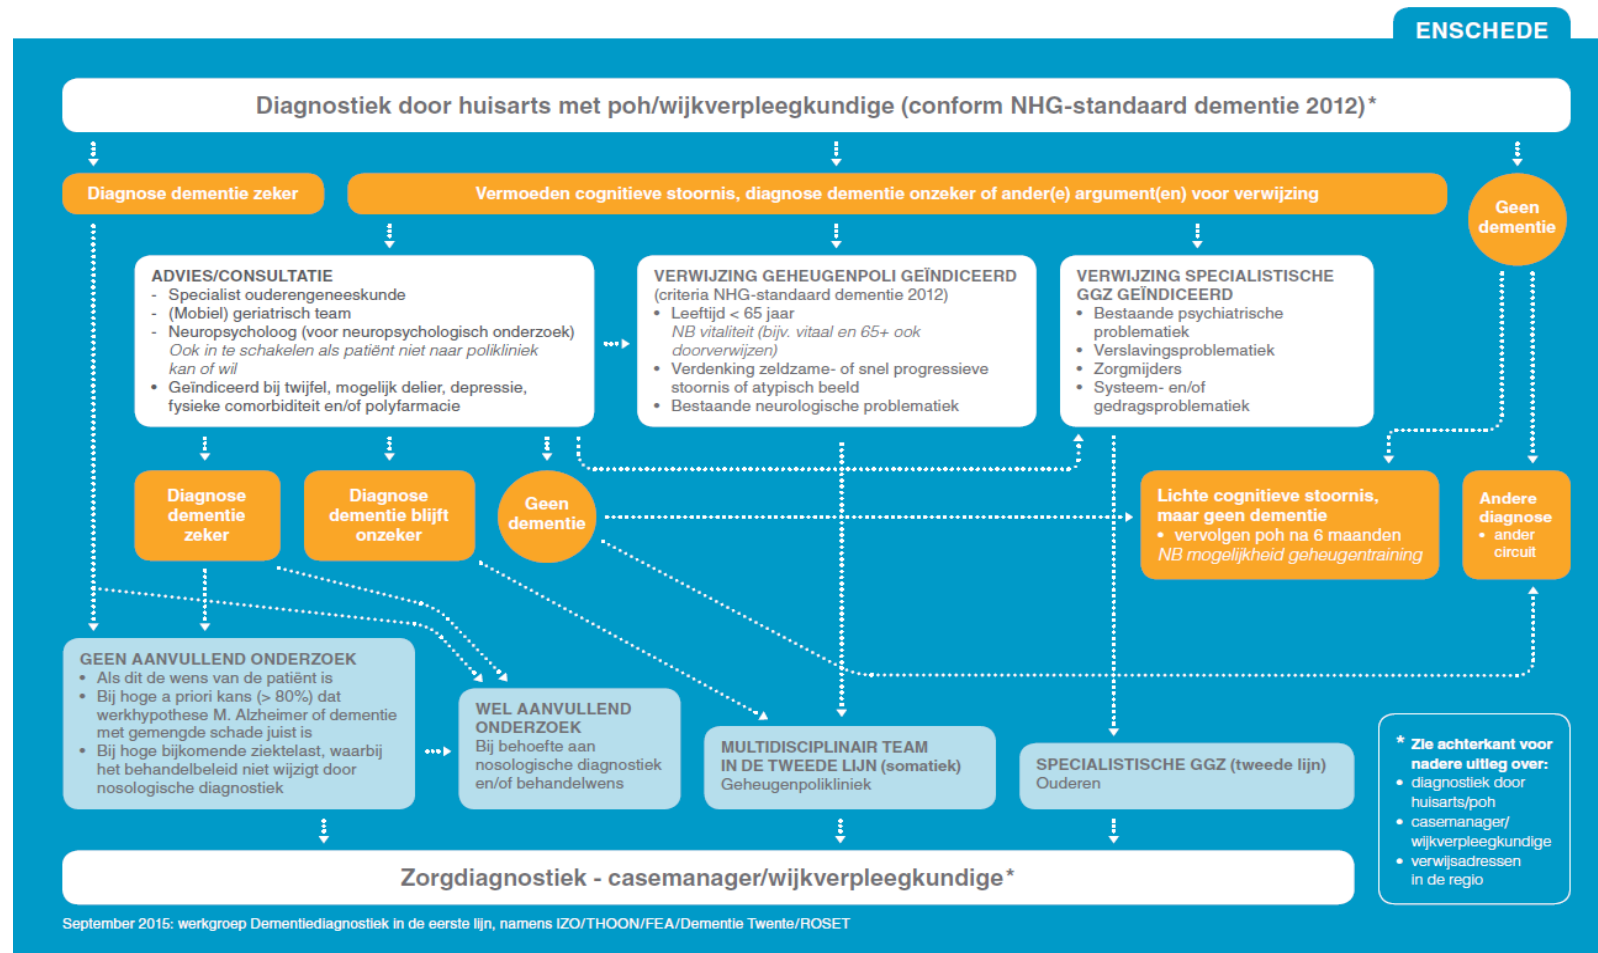 ENSCHEDE
Diagnostiek door huisarts met poh/wijkverpleegkundige (conform NHG-standaard dementie 2012)*
Diagnose dementie zeker
Vermoeden cognitieve stoornis, diagnose dementie onzeker of ander(e) argument(en) voor verwijzing
Geen
dementie
ADVIES/CONSULTATIE
- Specialist ouderengeneeskunde
- (Mobiel) geriatrisch team
- Neuropsycholoog (voor neuropsychologisch onderzoek)
Ook in te schakelen als patiënt niet naar polikliniek
kan of wil
• Geïndiceerd bij twijfel, mogelijk delier, depressie,
fysieke comorbiditeit en/of polyfarmacie
VERWIJZING GEHEUGENPOLI GEÏNDICEERD
(criteria NHG-standaard dementie 2012)
• Leeftijd < 65 jaar
NB vitaliteit (bijv. vitaal en 65+ ook
doorverwijzen)
• Verdenking zeldzame- of snel progressieve
stoornis of atypisch beeld
• Bestaande neurologische problematiek
VERWIJZING SPECIALISTISCHE
GGZ GEÏNDICEERD
• Bestaande psychiatrische
problematiek
• Verslavingsproblematiek
• Zorgmijders
• Systeem- en/of
gedragsproblematiek
Diagnose
dementie
zeker
Diagnose
dementie blijft
onzeker
Geen
dementie
Lichte cognitieve stoornis,
maar geen dementie
• vervolgen poh na 6 maanden
NB mogelijkheid geheugentraining
Andere
diagnose
• ander
circuit
GEEN AANVULLEND ONDERZOEK
• Als dit de wens van de patiënt is
• Bij hoge a priori kans (> 80%) dat
werkhypothese M. Alzheimer of dementie
met gemengde schade juist is
• Bij hoge bijkomende ziektelast, waarbij
het behandelbeleid niet wijzigt door
nosologische diagnostiek
WEL AANVULLEND
ONDERZOEK
Bij behoefte aan
nosologische diagnostiek
en/of behandelwens
MULTIDISCIPLINAIR TEAM
IN DE TWEEDE LIJN (somatiek)
Geheugenpolikliniek
SPECIALISTISCHE GGZ (tweede lijn)
Ouderen
* Zie achterkant voor
nadere uitleg over:
• diagnostiek door
huisarts/poh
• casemanager/
wijkverpleegkundige
• verwijsadressen
in de regio
Zorgdiagnostiek - casemanager/wijkverpleegkundige*
September 2015: werkgroep Dementiediagnostiek in de eerste lijn, namens IZO/THOON/FEA/Dementie Twente/ROSET